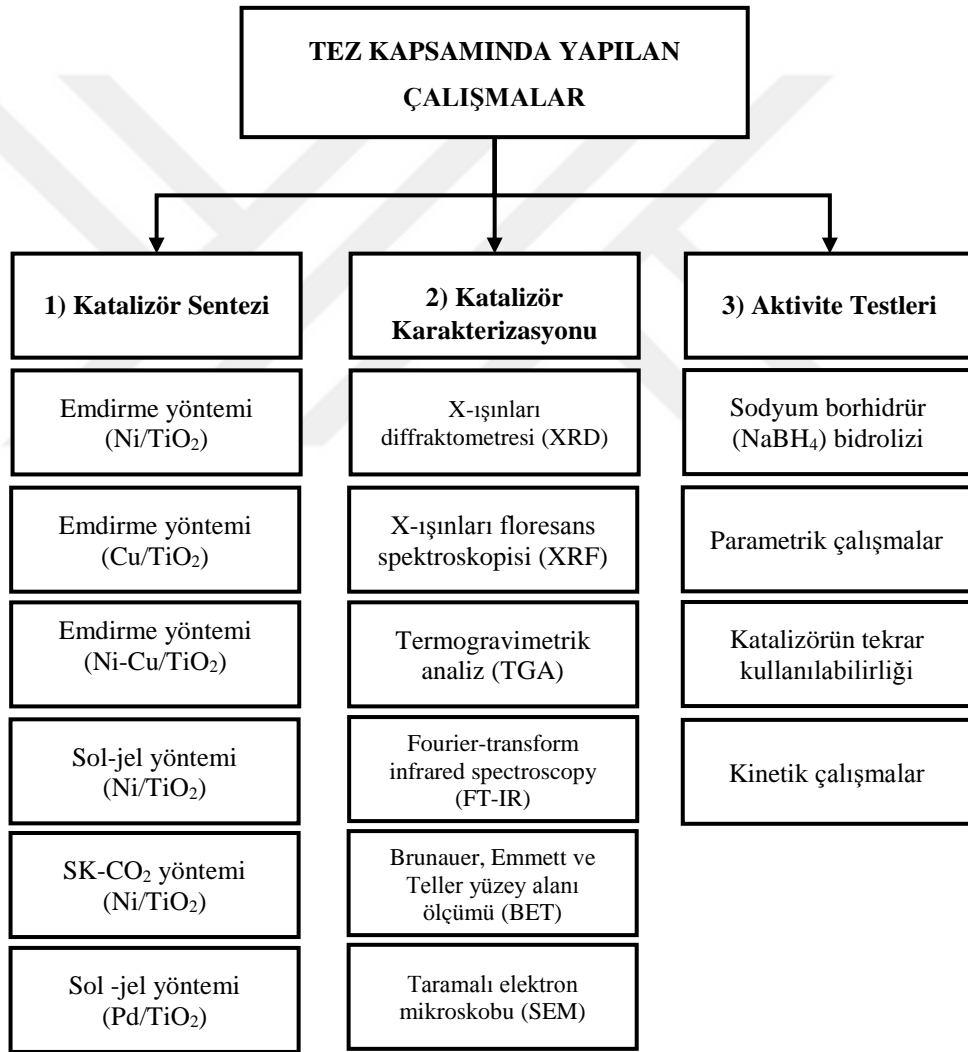 TEZ KAPSAMINDA YAPILAN
ÇALIŞMALAR
1) Katalizör Sentezi
Emdirme yöntemi
(Ni/TiO₂)
Emdirme yöntemi
(Cu/TiO₂)
Emdirme yöntemi
(Ni-Cu/TiO₂)
Sol-jel yöntemi
(Ni/TiO₂)
SK-CO₂ yöntemi
(Ni/TiO₂)
Sol -jel yöntemi
(Pd/TiO₂)
2) Katalizör
Karakterizasyonu
X-ışınları
diffraktometresi (XRD)
X-ışınları floresans
spektroskopisi (XRF)
Termogravimetrik
analiz (TGA)
Fourier-transform
infrared spectroscopy
(FT-IR)
Brunauer, Emmett ve
Teller yüzey alanı
ölçümü (BET)
Taramalı elektron
mikroskobu (SEM)
3) Aktivite Testleri
Sodyum borhidrür
(NaBH₄) bidrolizi
Parametrik çalışmalar
Katalizörün tekrar
kullanılabilirliği
Kinetik çalışmalar